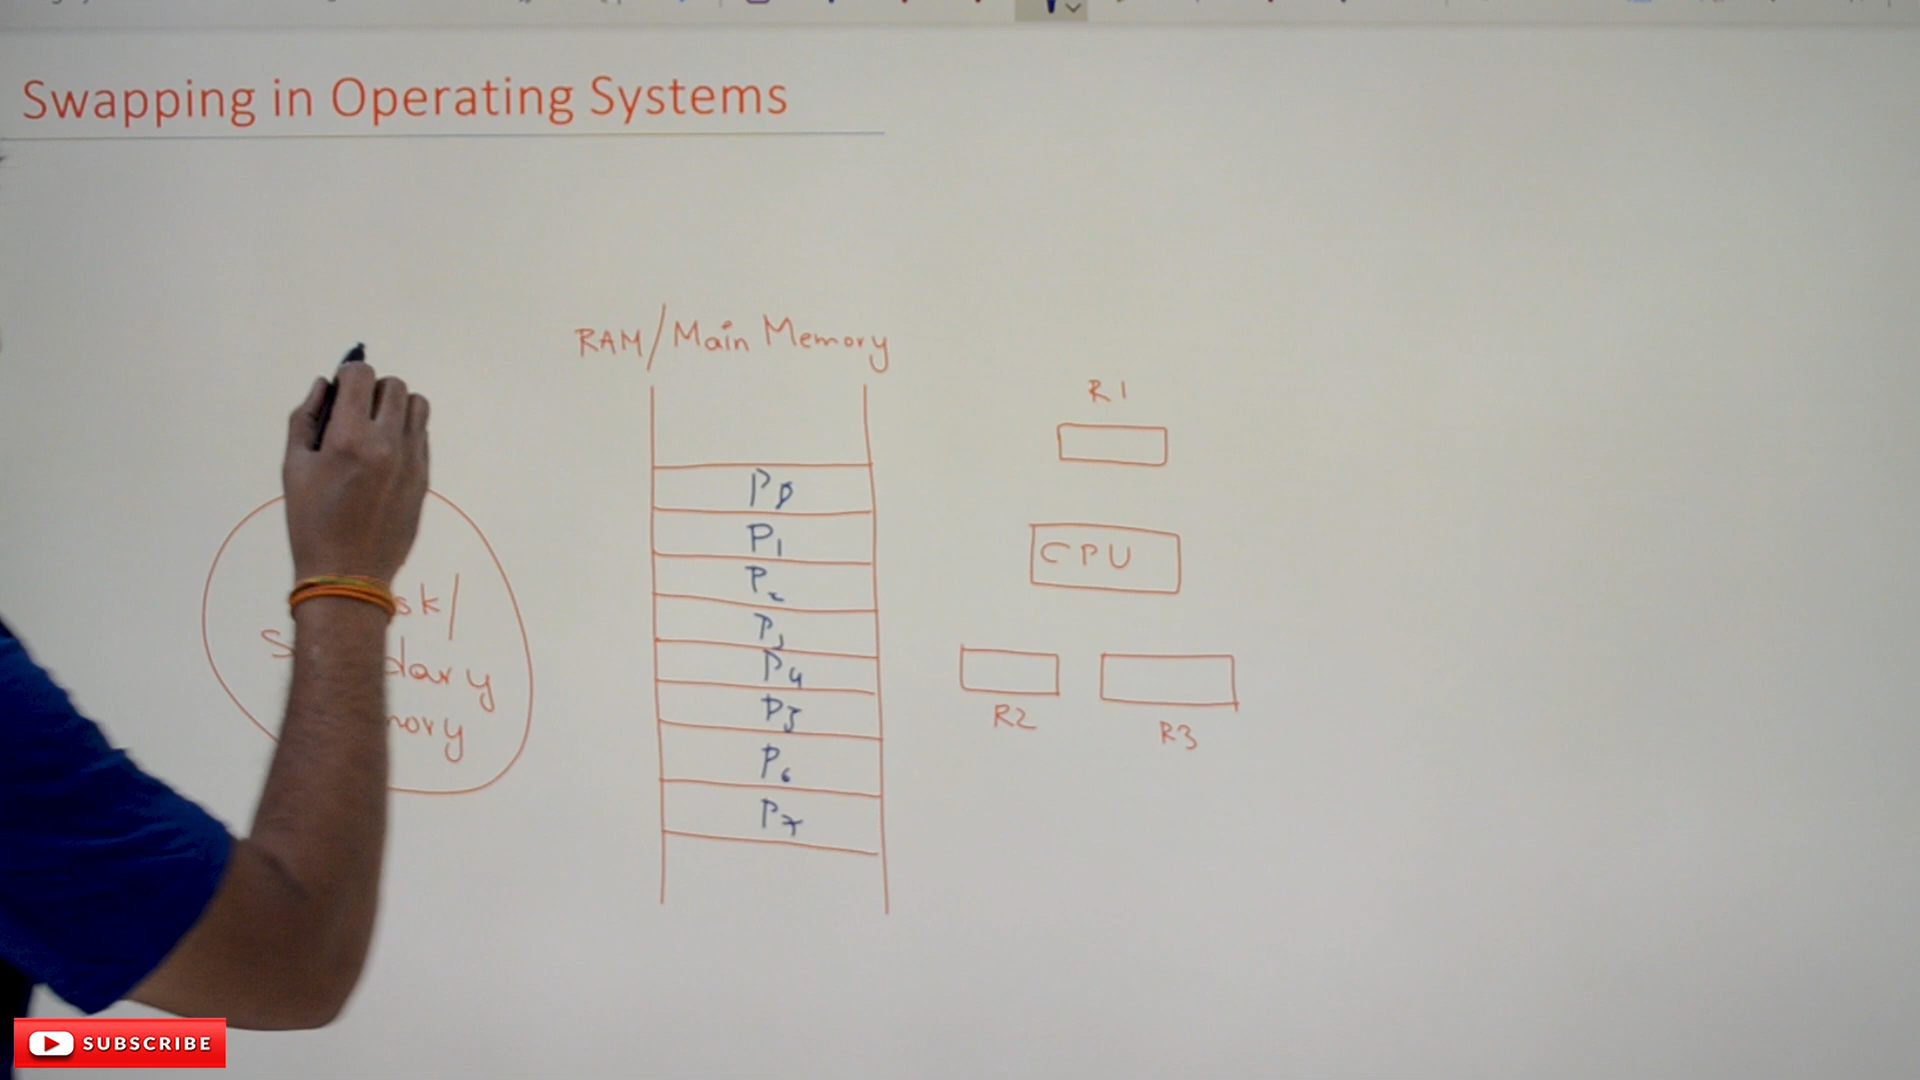 Swapping in Operating Systems
RAM/Main Memory
R1
P0
P1
P2
CPU
P3
P4
P5
R2
R3
P6
P7
SUBSCRIBE